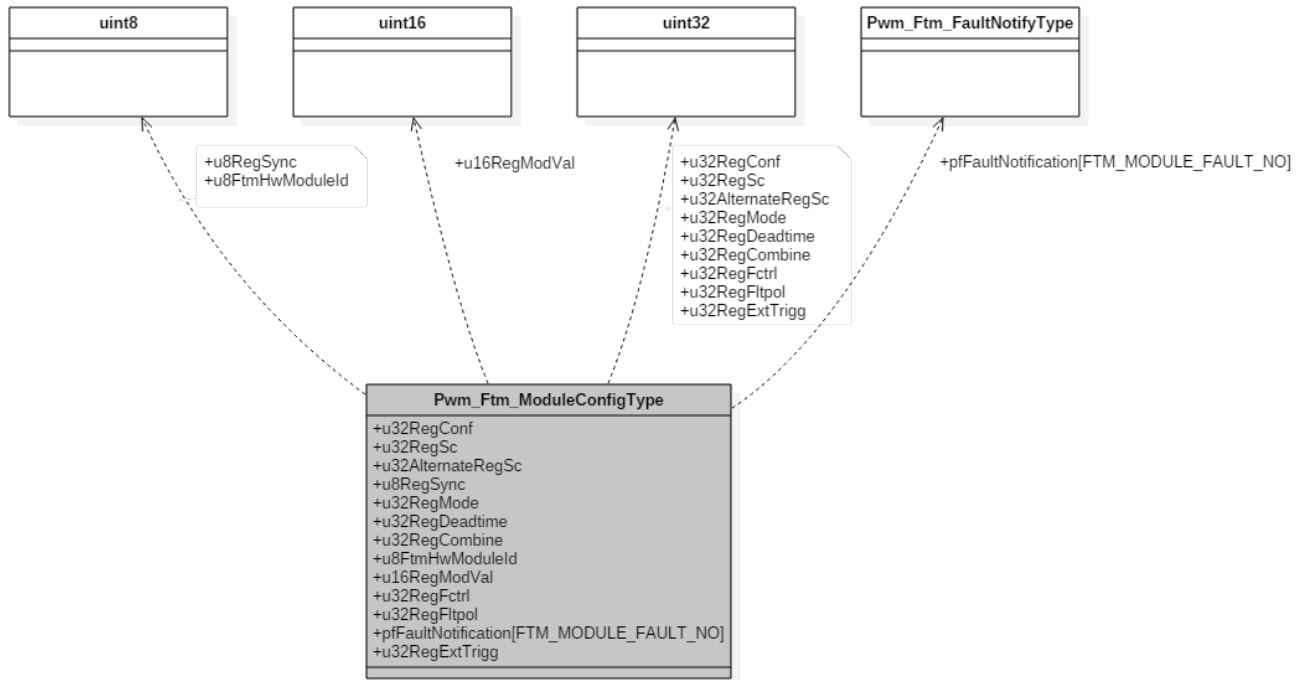 uint8
uint16
uint32
Pwm_Ftm_FaultNotifyType
+u8RegSync
+u8FtmHwModuleId
+u16RegModVal
+u32RegConf
+u32RegSc
+u32AlternateRegSc
+u32RegMode
+u32RegDeadtime
+u32RegCombine
+u32RegFctrl
+u32RegFltpol
+u32RegExtTrigg
+pfFaultNotification[FTM_MODULE_FAULT_NO]
Pwm_Ftm_ModuleConfigType
+u32RegConf
+u32RegSc
+u32AlternateRegSc
+u8RegSync
+u32RegMode
+u32RegDeadtime
+u32RegCombine
+u8FtmHwModuleId
+u16RegModVal
+u32RegFctrl
+u32RegFltpol
+pfFaultNotification[FTM_MODULE_FAULT_NO]
+u32RegExtTrigg